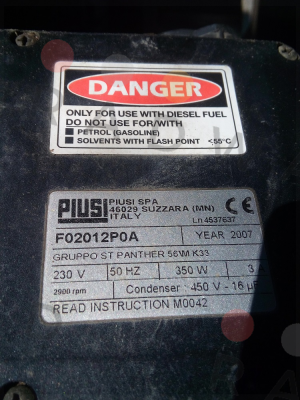 DANGER
ONLY FOR USE WITH DIESEL FUEL
DO NOT USE FOR/WITH
■ PETROL (GASOLINE)
■ SOLVENTS WITH FLASH POINT <55°C
PIUSI PIUSI SPA
46029 SUZZARA (MN)
ITALY
CE
Ln 4537637
F02012P0A YEAR 2007
GRUPPO ST PANTHER 56\M K33
230 V 50 HZ 350 W 3
2900 rpm Condenser : 450 V - 16 µF
READ INSTRUCTION M0042